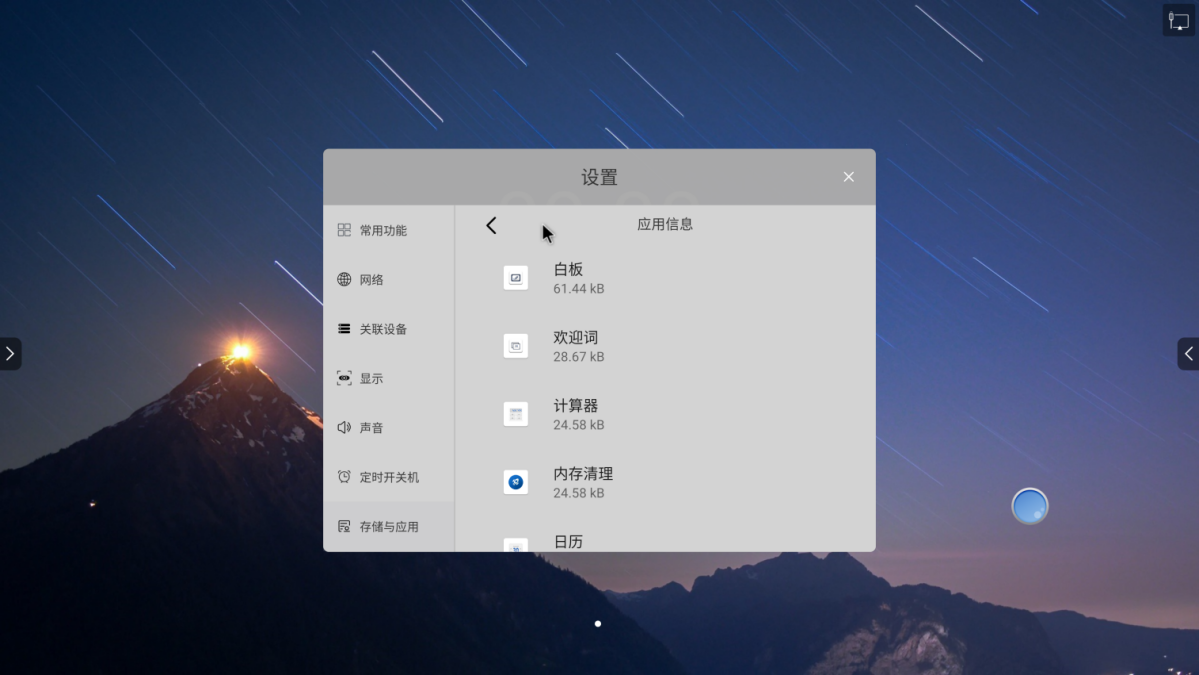 设置
常用功能
网络
关联设备
显示
声音
定时开关机
存储与应用
应用信息
白板
61.44 kB
欢迎词
28.67 kB
计算器
24.58 kB
内存清理
24.58 kB
日历